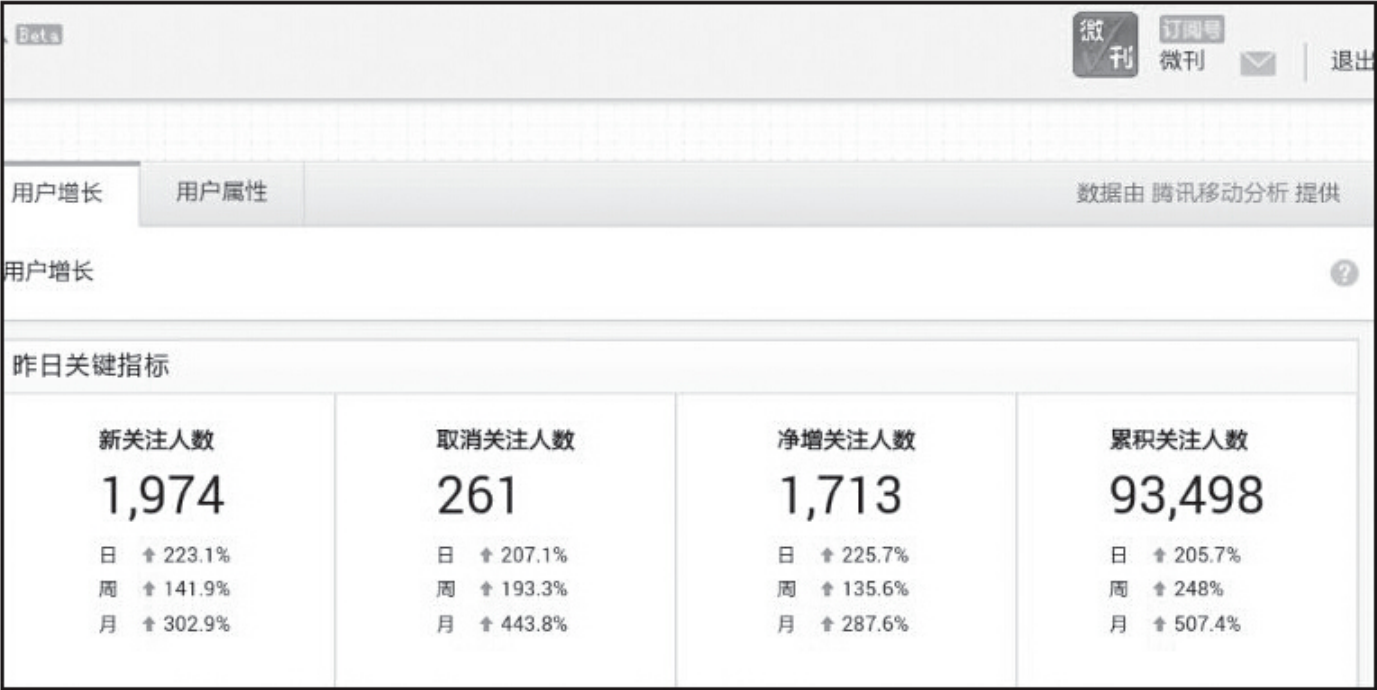 Beta
微刊
订阅号
微刊
退出
用户增长 用户属性 数据由 腾讯移动分析 提供
用户增长
?
昨日关键指标
新关注人数 取消关注人数 净增关注人数 累积关注人数
1,974 261 1,713 93,498
日 223.1% 日 207.1% 日 225.7% 日 205.7%
周 141.9% 周 193.3% 周 135.6% 周 248%
月 302.9% 月 443.8% 月 287.6% 月 507.4%